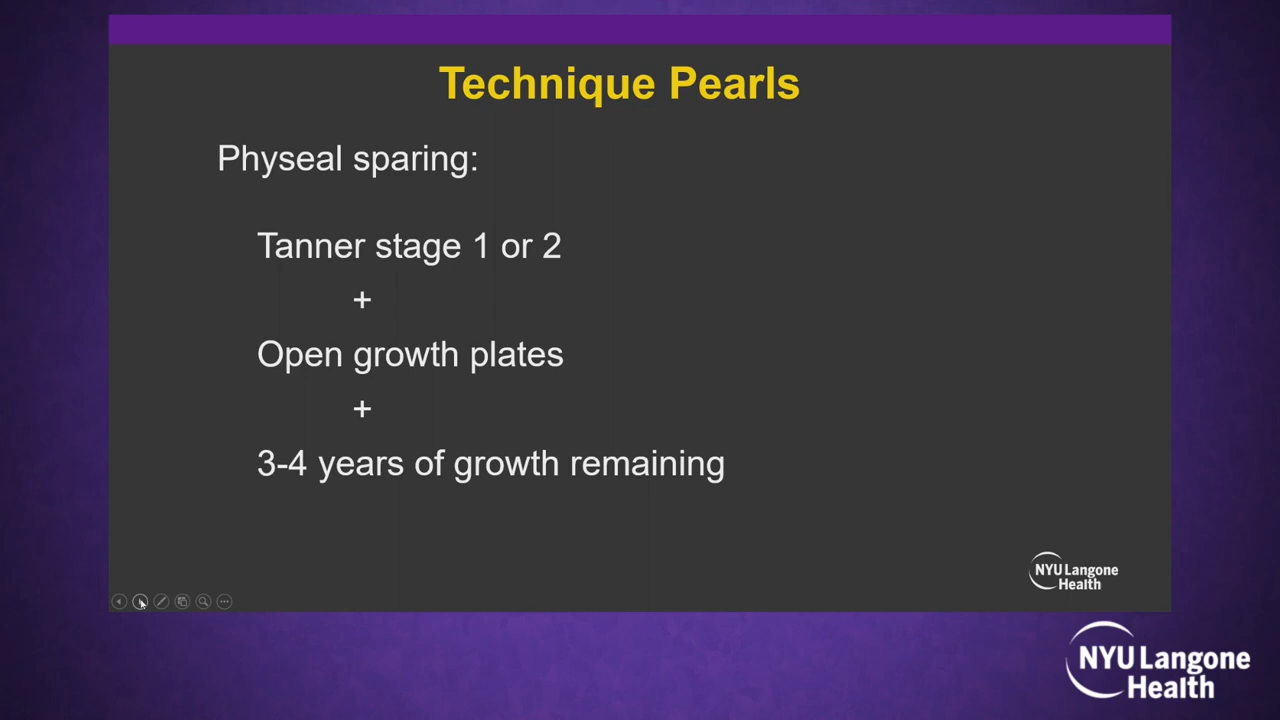 Technique Pearls
Physeal sparing:
Tanner stage 1 or 2
+
Open growth plates
+
3-4 years of growth remaining
NYU Langone
Health
NYU Langone
Health